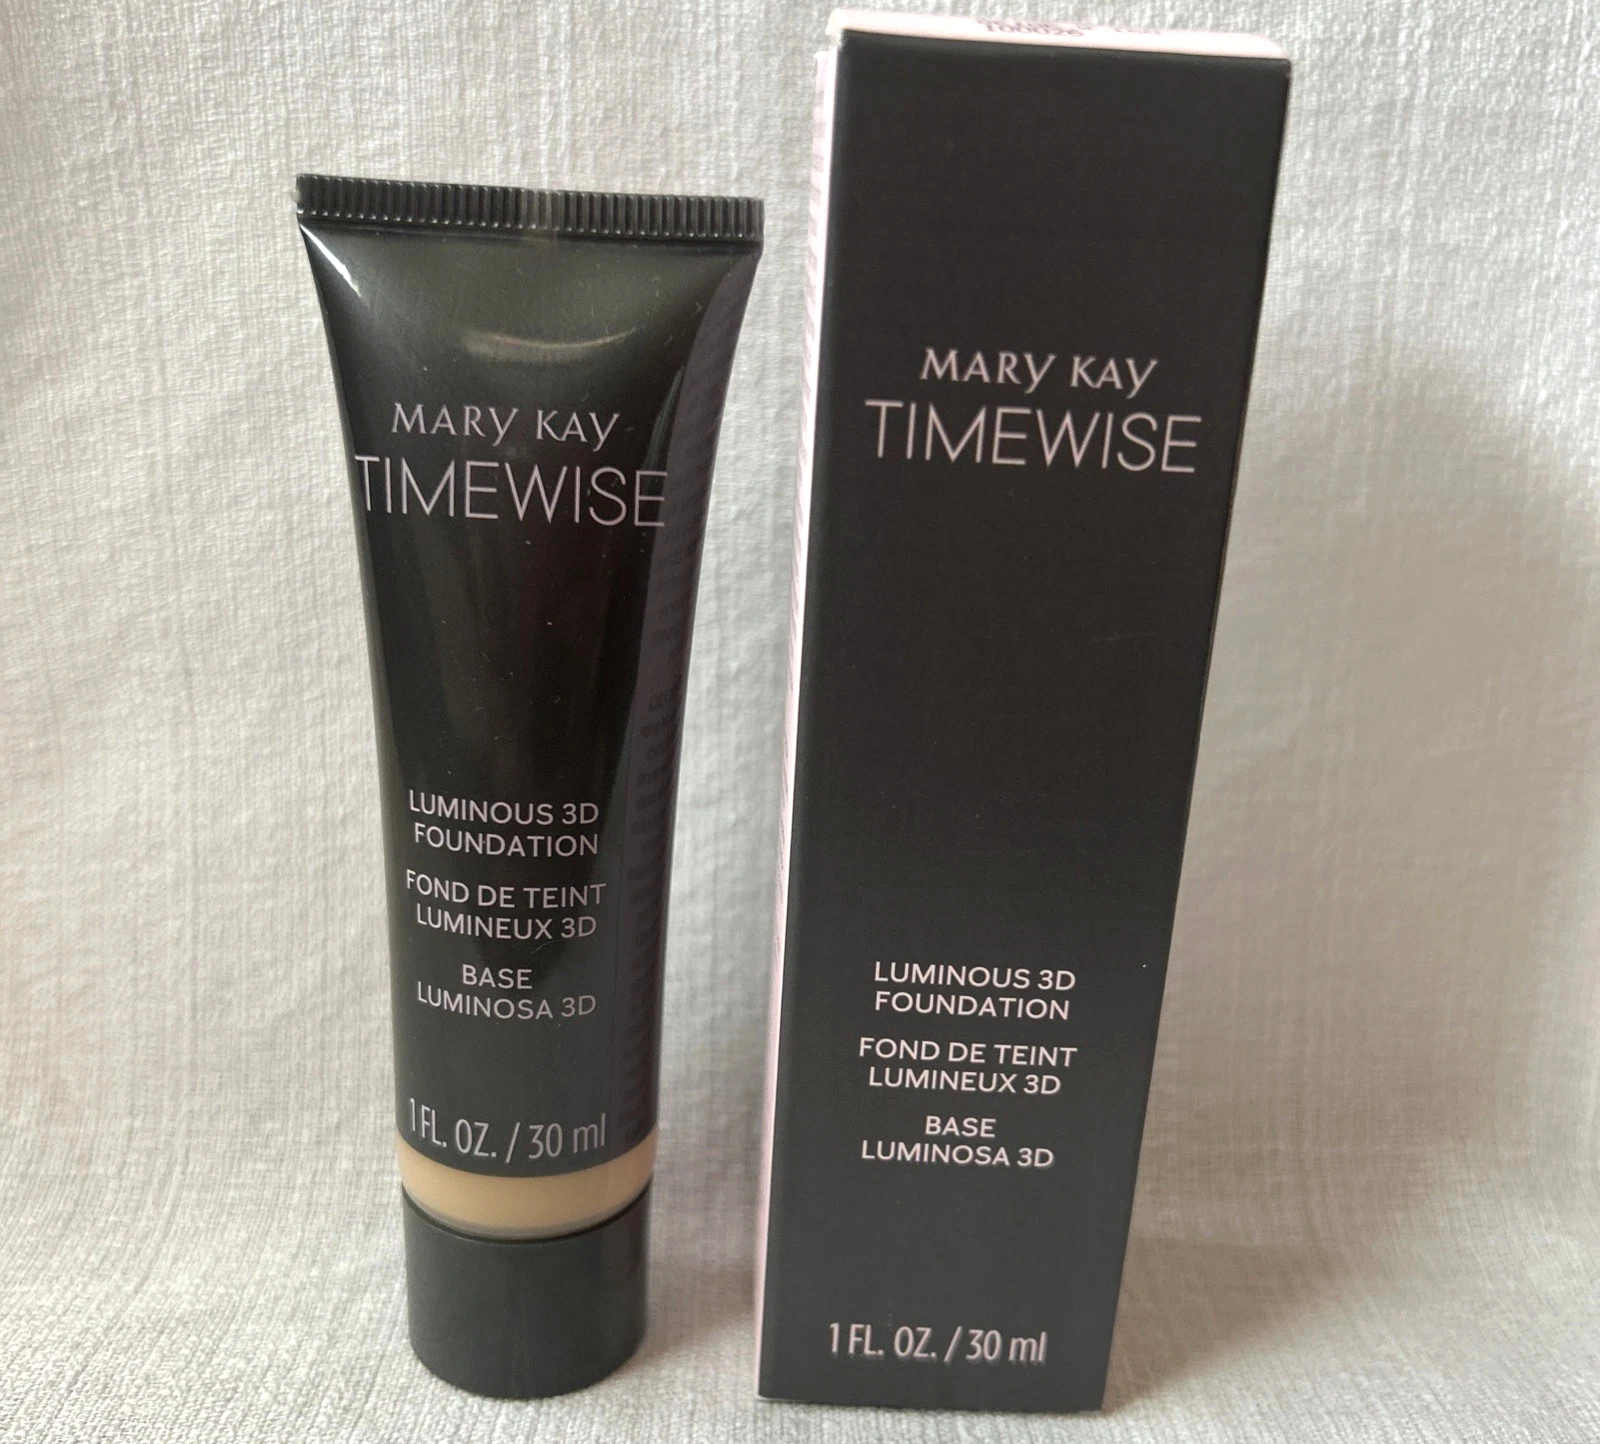 MARY KAY
TIMEWISE
LUMINOUS 3D
FOUNDATION
FOND DE TEINT
LUMINEUX 3D
BASE
LUMINOSA 3D
1 FL. OZ. / 30 ml
MARY KAY
TIMEWISE
LUMINOUS 3D
FOUNDATION
FOND DE TEINT
LUMINEUX 3D
BASE
LUMINOSA 3D
1 FL. OZ. / 30 ml